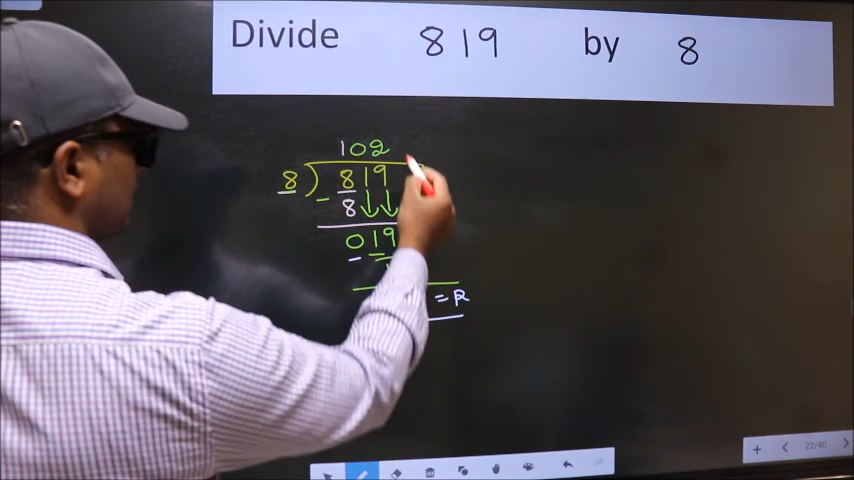 Divide 819 by 8
102
8) 819
- 8
019
= R
22/40